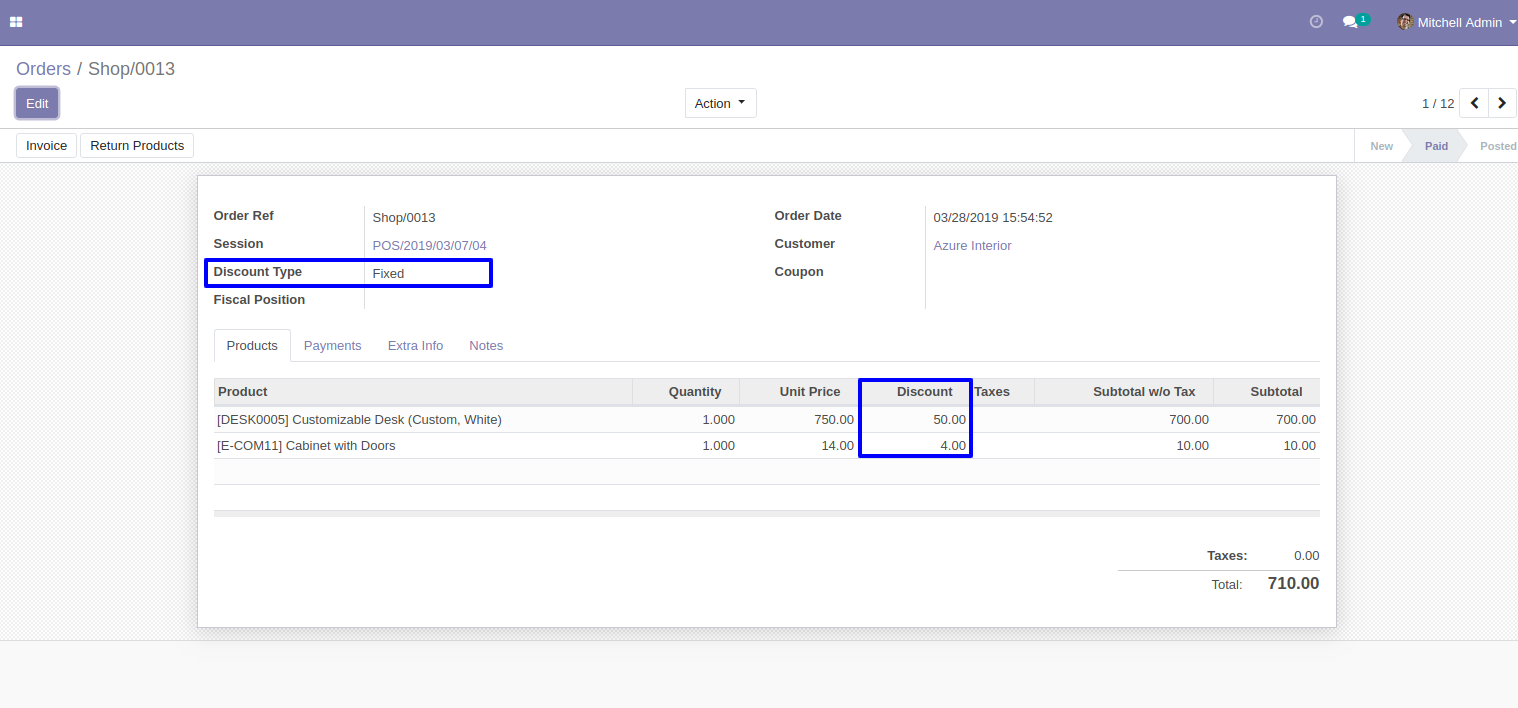 1 Mitchell Admin
Orders / Shop/0013
Edit Action 1 / 12
Invoice Return Products New Paid Posted
Order Ref Shop/0013 Order Date 03/28/2019 15:54:52
Session POS/2019/03/07/04 Customer Azure Interior
Discount Type Fixed Coupon
Fiscal Position
Products Payments Extra Info Notes
Product Quantity Unit Price Discount Taxes Subtotal w/o Tax Subtotal
[DESK0005] Customizable Desk (Custom, White) 1.000 750.00 50.00 700.00 700.00
[E-COM11] Cabinet with Doors 1.000 14.00 4.00 10.00 10.00
Taxes: 0.00
Total: 710.00